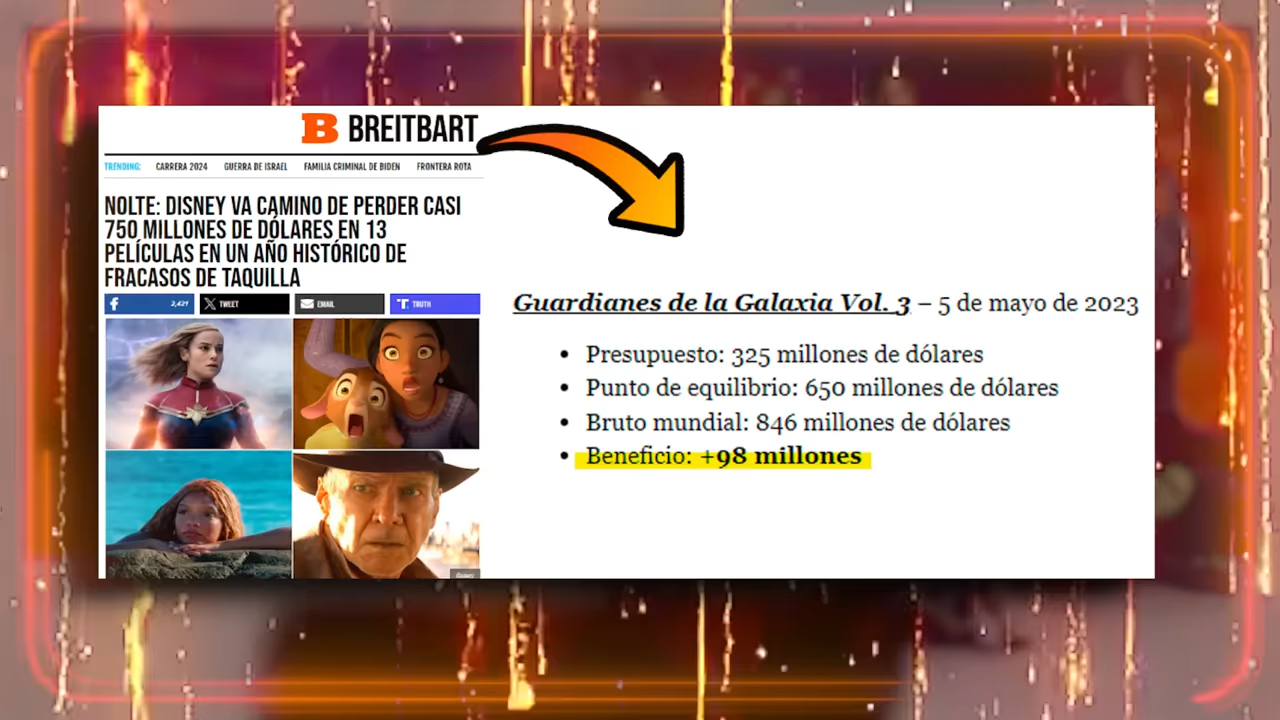 B BREITBART
TRENDING: CARRERA 2024 GUERRA DE ISRAEL FAMILIA CRIMINAL DE BIDEN FRONTERA ROTA
NOLTE: DISNEY VA CAMINO DE PERDER CASI
750 MILLONES DE DÓLARES EN 13
PELÍCULAS EN UN AÑO HISTÓRICO DE
FRACASOS DE TAQUILLA
f 2,421 X TWEET EMAIL T. TRUTH
Guardianes de la Galaxia Vol. 3 – 5 de mayo de 2023
• Presupuesto: 325 millones de dólares
• Punto de equilibrio: 650 millones de dólares
• Bruto mundial: 846 millones de dólares
• Beneficio: +98 millones